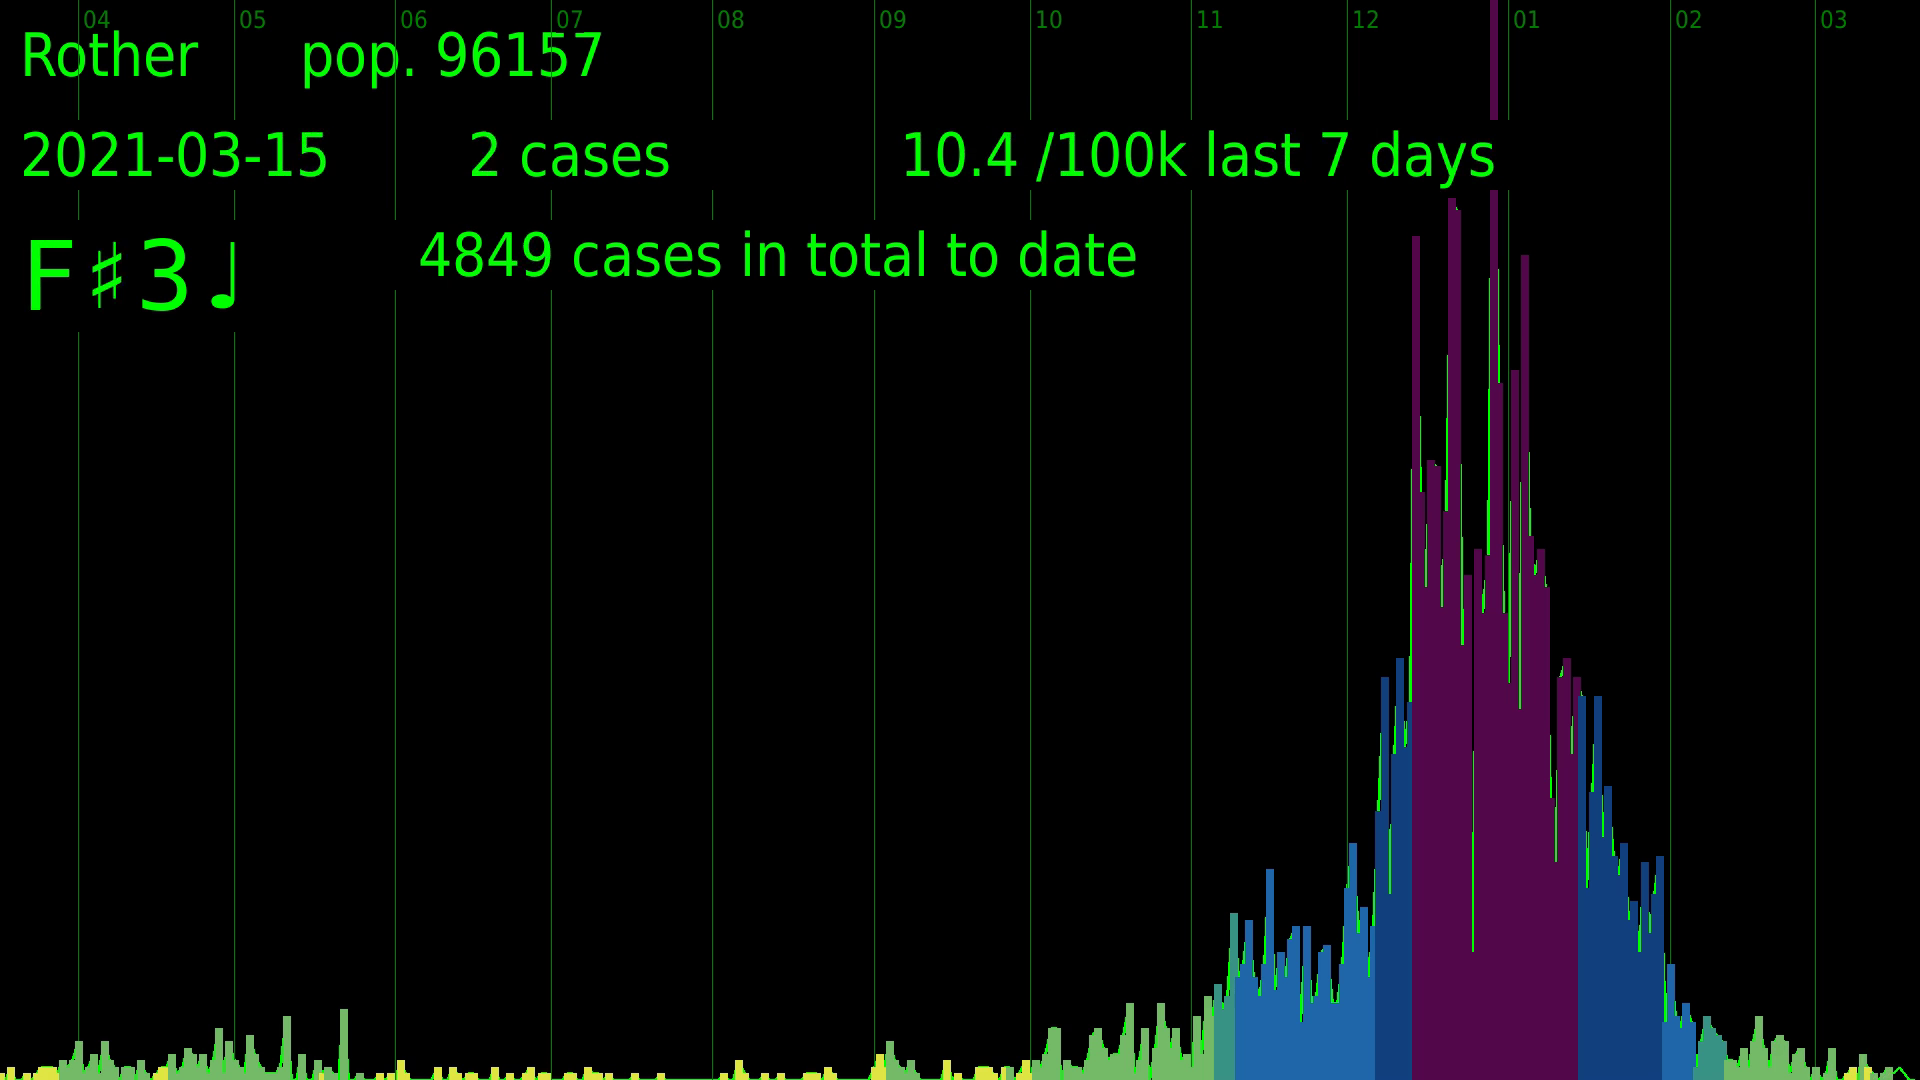 04 05 06 07 08 09 10 11 12 01 02 03
Rother pop. 96157
2021-03-15 2 cases 10.4 /100k last 7 days
F♯3♩ 4849 cases in total to date